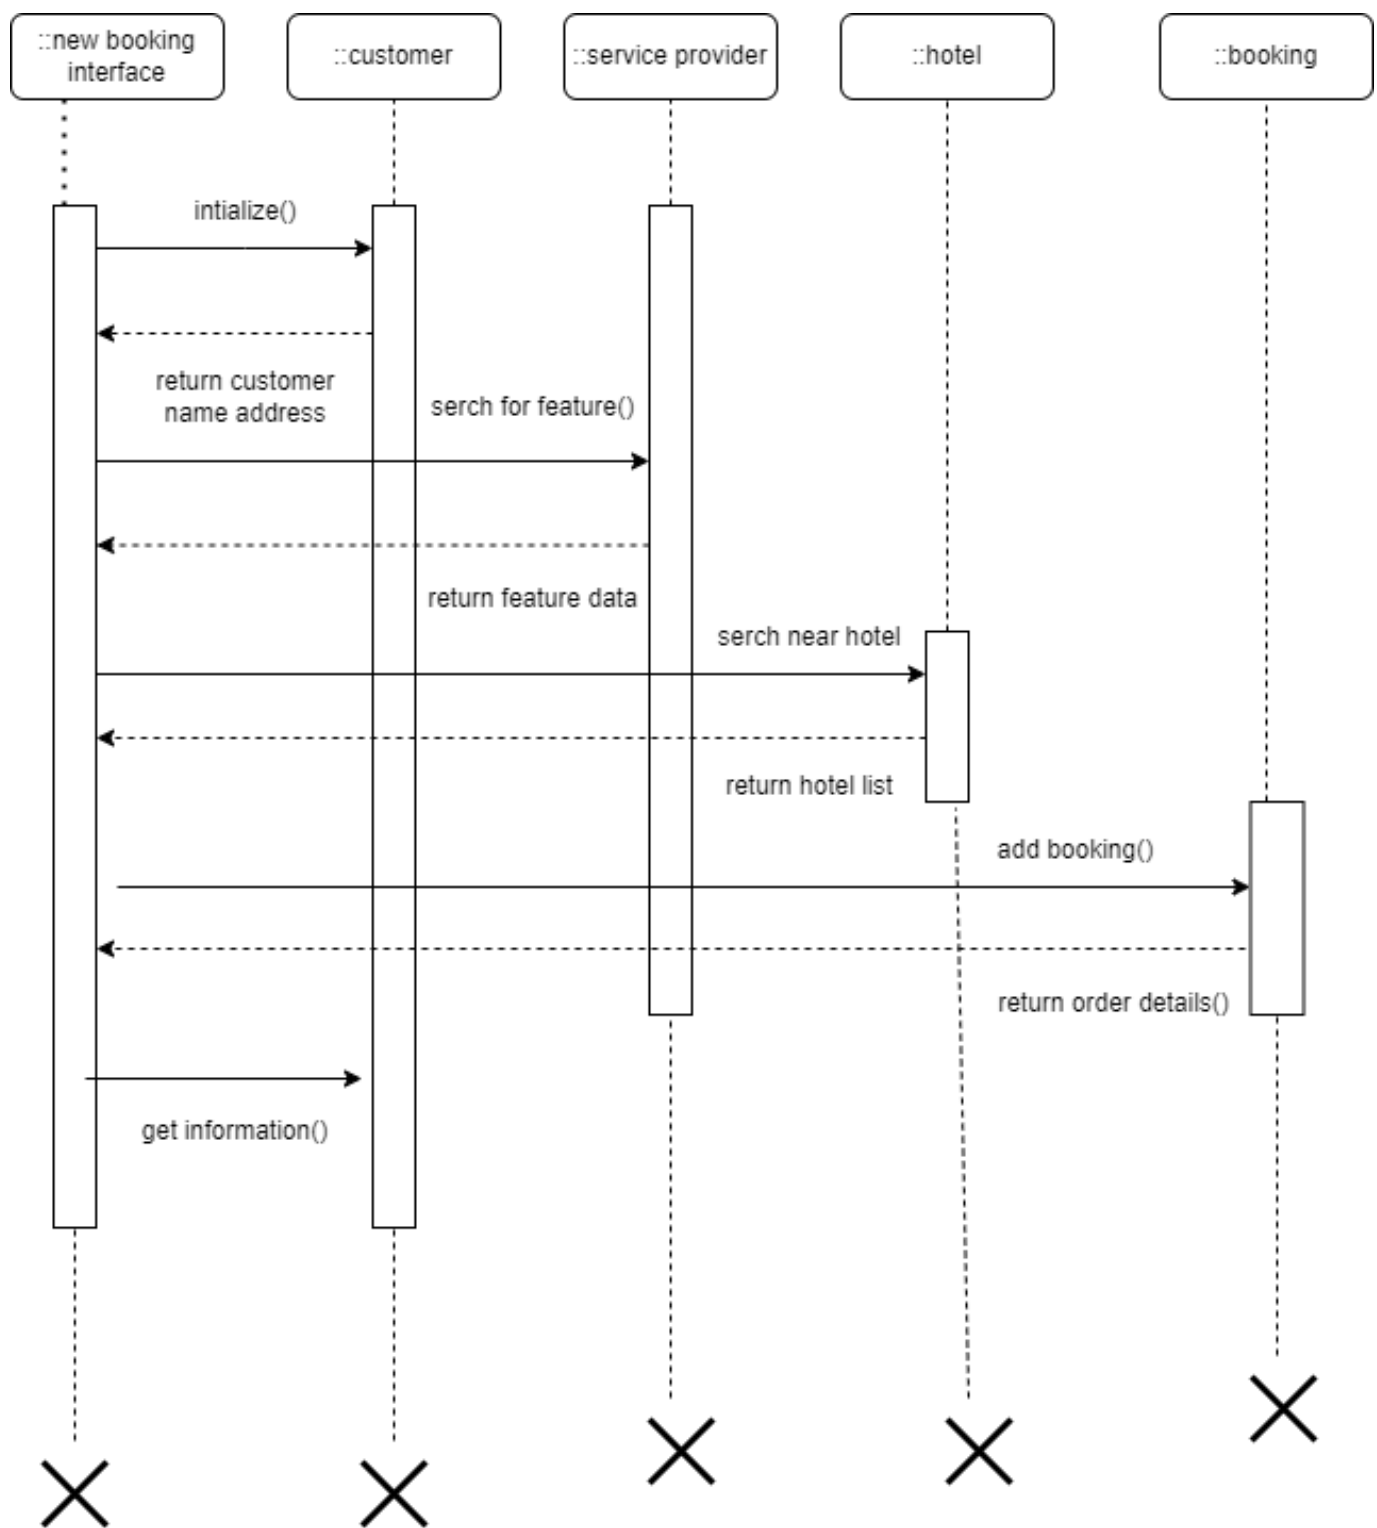 ::new booking
interface
::customer
::service provider
::hotel
::booking
intialize()
return customer
name address
serch for feature()
return feature data
serch near hotel
return hotel list
add booking()
return order details()
get information()